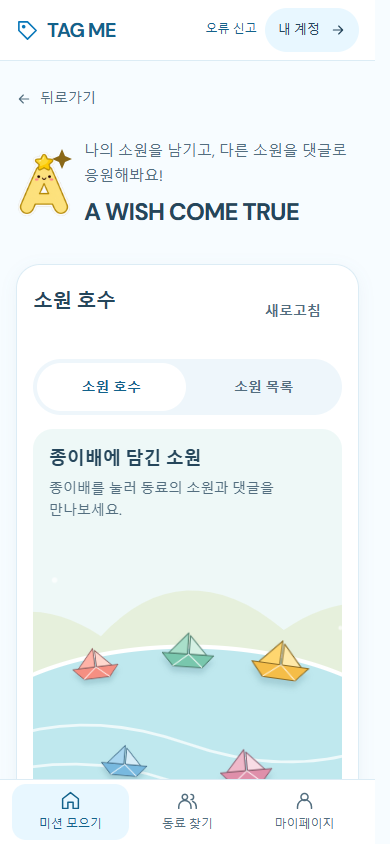 TAG ME
오류 신고
내 계정
뒤로가기
나의 소원을 남기고, 다른 소원을 댓글로
응원해봐요!
A WISH COME TRUE
소원 호수
새로고침
소원 호수
소원 목록
종이배에 담긴 소원
종이배를 눌러 동료의 소원과 댓글을
만나보세요.
미션 모으기
동료 찾기
마이페이지